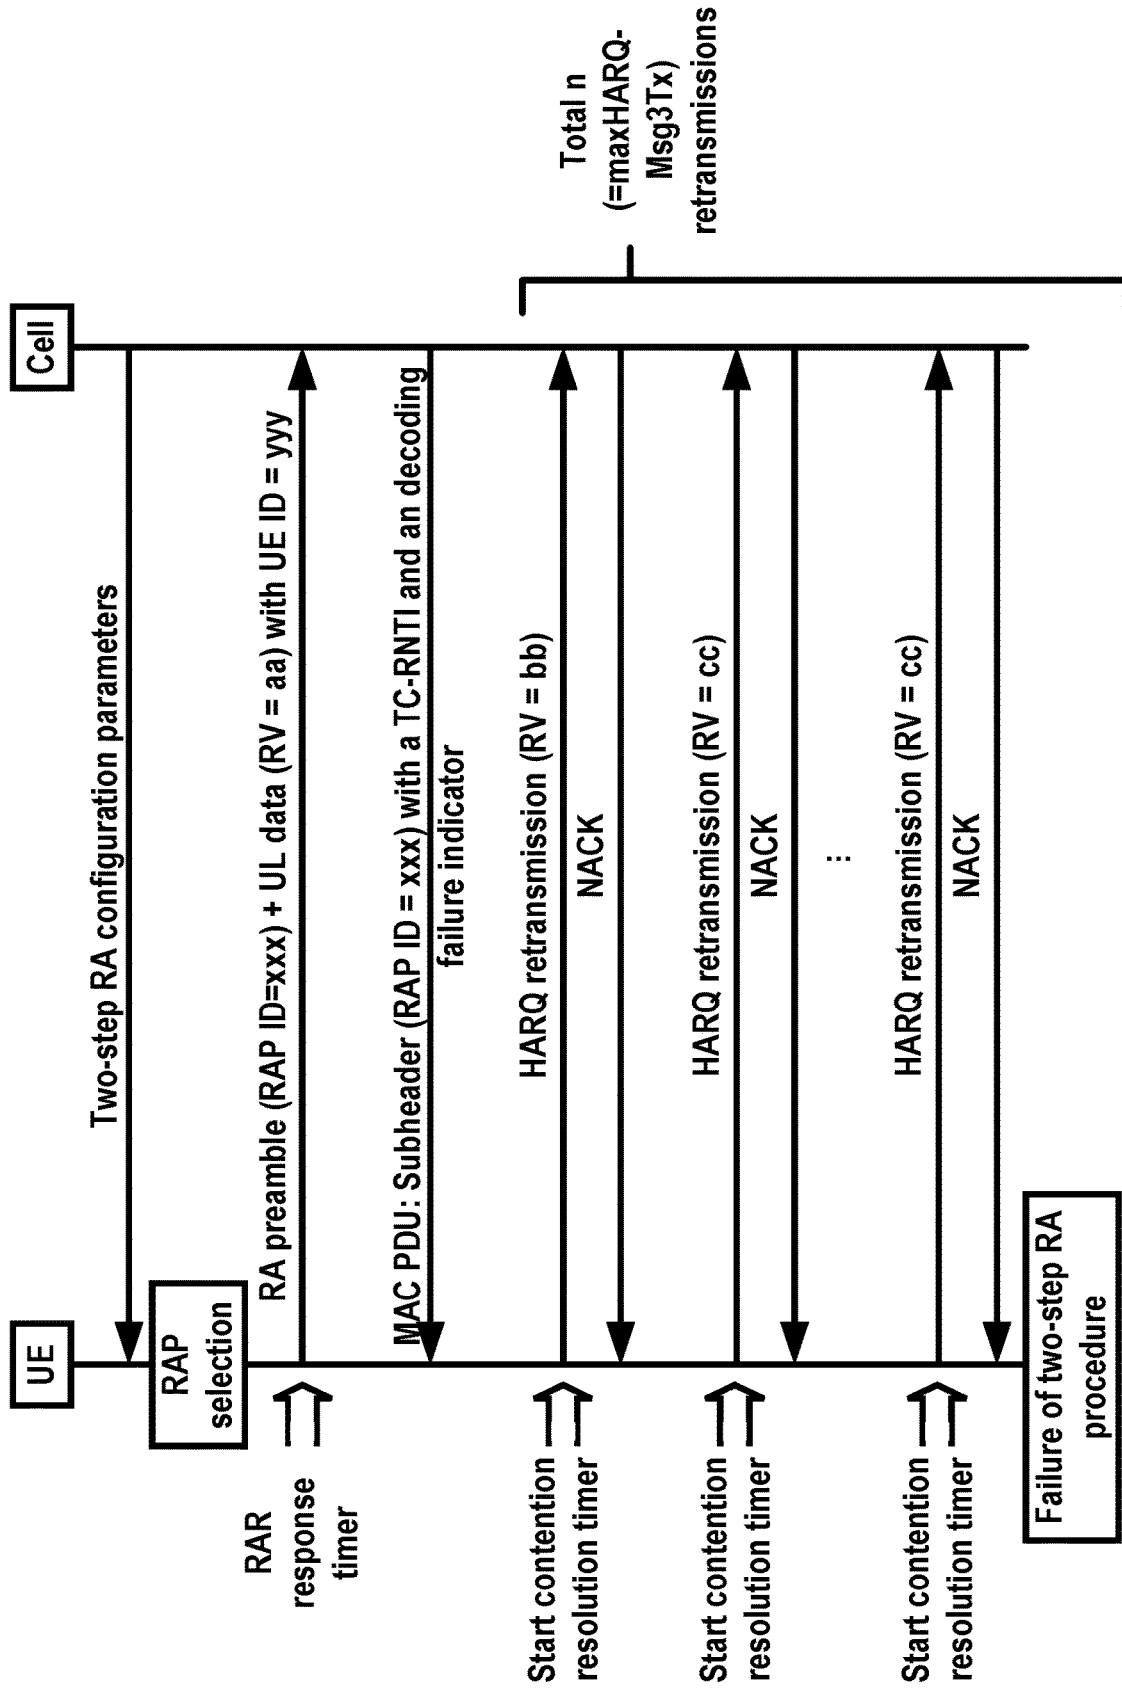 UE
Cell
Two-step RA configuration parameters
RAP
selection
RA preamble (RAP ID=xxx) + UL data (RV = aa) with UE ID = yyy
RAR
response
timer
MAC PDU: Subheader (RAP ID = xxx) with a TC-RNTI and an decoding
failure indicator
Start contention
resolution timer
HARQ retransmission (RV = bb)
NACK
Start contention
resolution timer
HARQ retransmission (RV = cc)
NACK
...
Start contention
resolution timer
HARQ retransmission (RV = cc)
NACK
Failure of two-step RA
procedure
Total n
(=maxHARQ-
Msg3Tx)
retransmissions